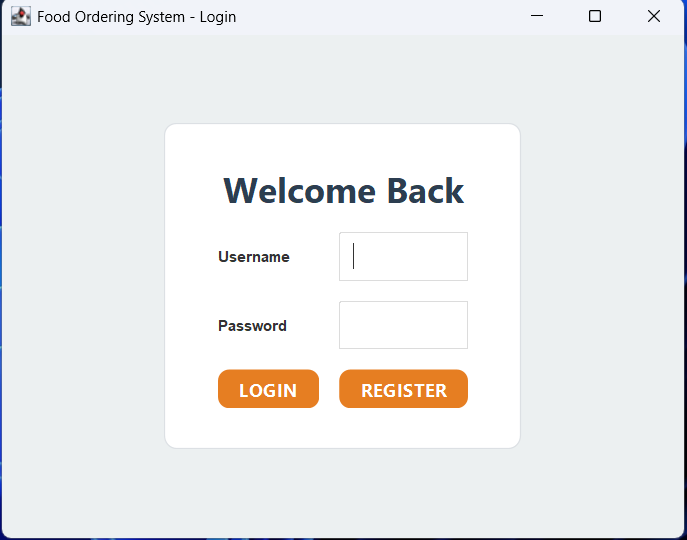 Food Ordering System - Login
Welcome Back
Username
Password
LOGIN REGISTER